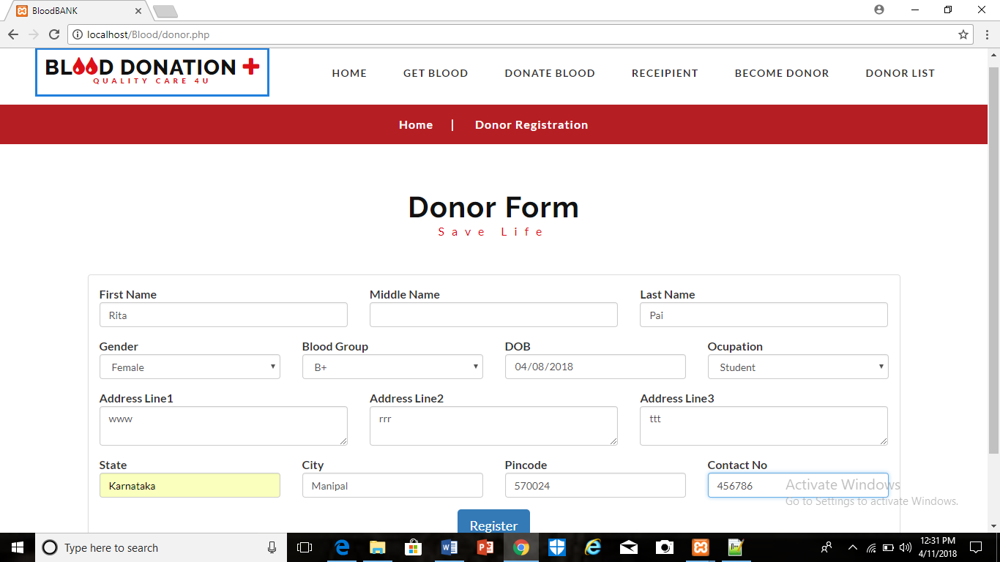 BloodBANK
localhost/Blood/donor.php
BLOOD DONATION
QUALITY CARE 4U
HOME GET BLOOD DONATE BLOOD RECEIPIENT BECOME DONOR DONOR LIST
Home | Donor Registration
Donor Form
Save Life
First Name Middle Name Last Name
Rita Pai
Gender Blood Group DOB Ocupation
Female B+ 04/08/2018 Student
Address Line1 Address Line2 Address Line3
www rrr ttt
State City Pincode Contact No
Karnataka Manipal 570024 456786
Activate Windows
Go to Settings to activate Windows.
Register
Type here to search
12:31 PM
4/11/2018